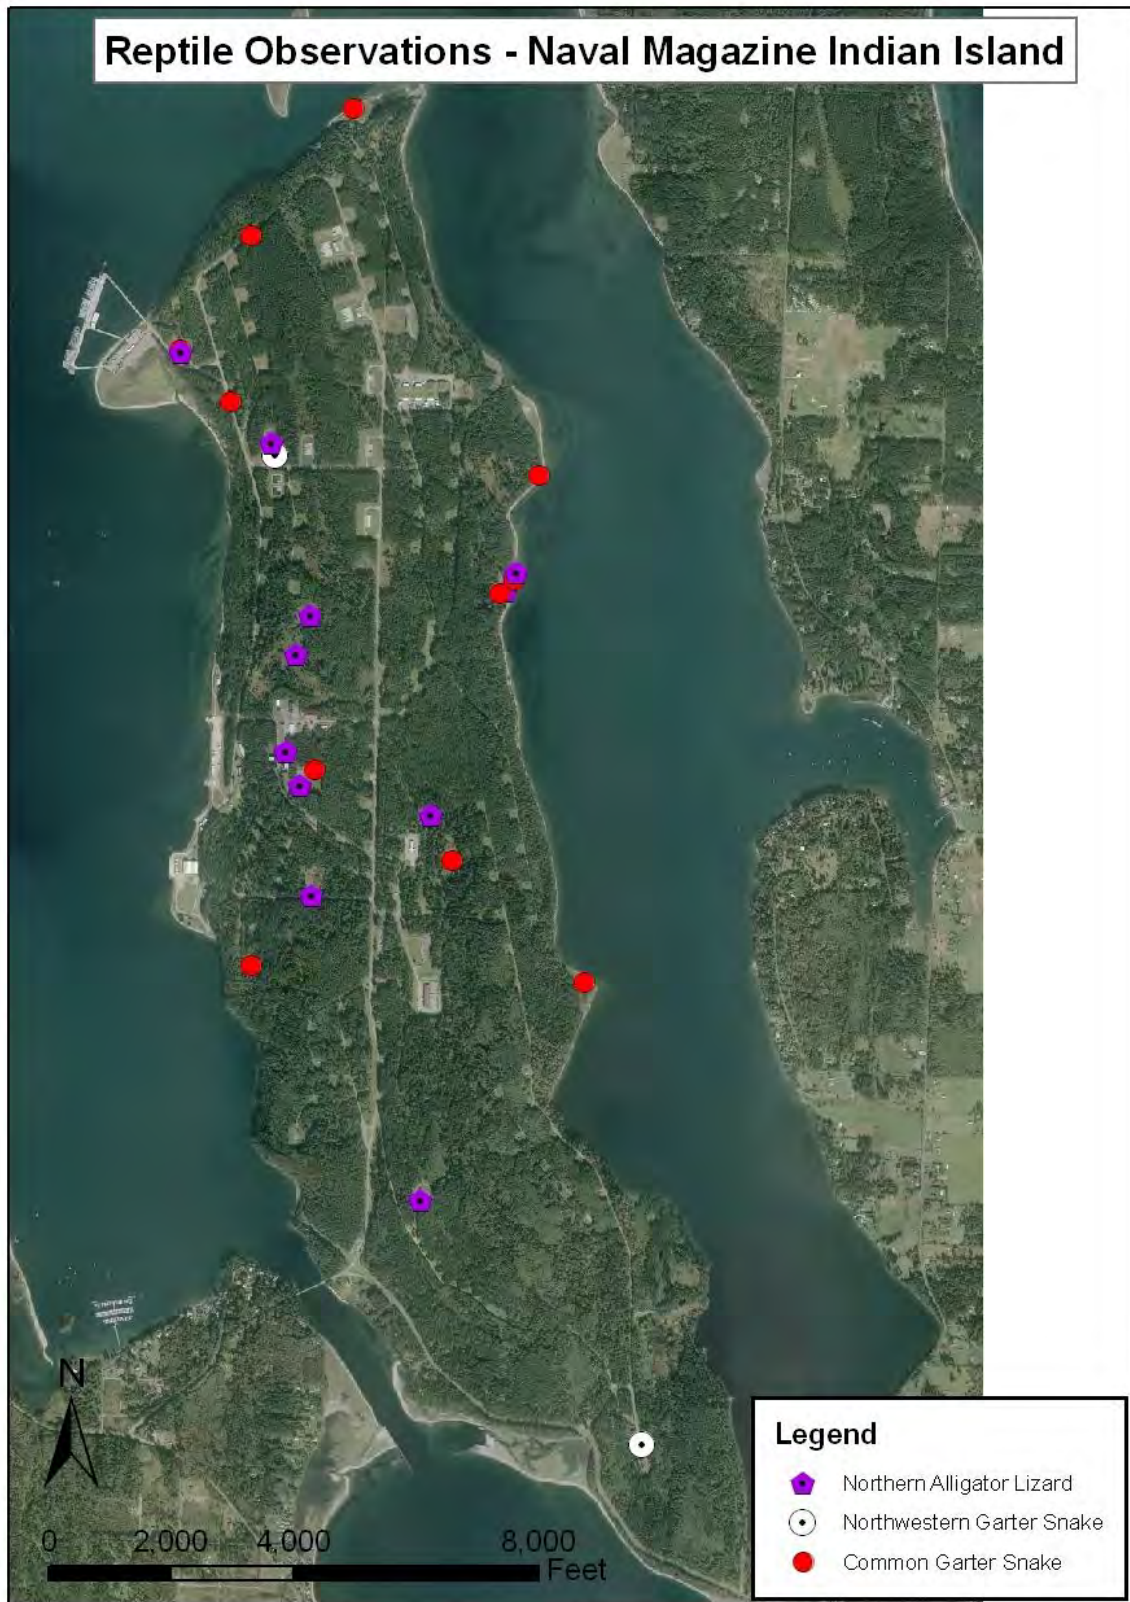 Reptile Observations - Naval Magazine Indian Island
N
0 2,000 4,000 8,000
Feet
Legend
Northern Alligator Lizard
Northwestern Garter Snake
Common Garter Snake